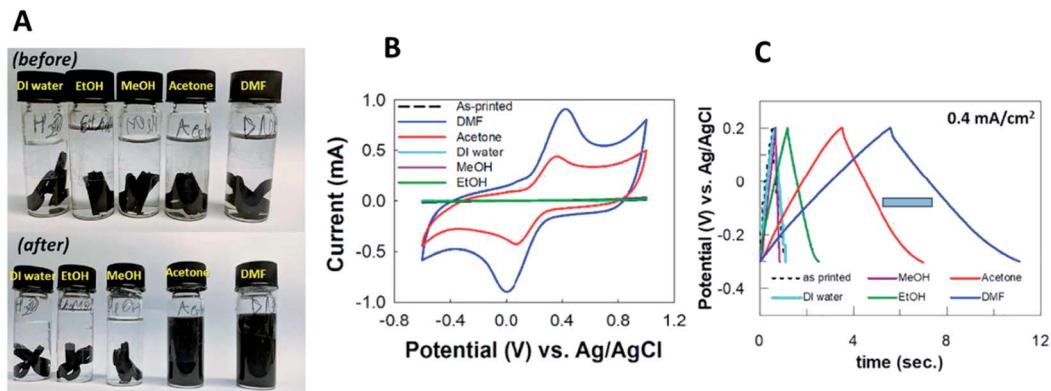 A
(before)
DI water EtOH MeOH Acetone DMF
(after)
DI water EtOH MeOH Acetone DMF
B
1.0
0.5
0.0
-0.5
-1.0
Current (mA)
As-printed
DMF
Acetone
DI water
MeOH
EtOH
-0.8 -0.4 0.0 0.4 0.8 1.2
Potential (V) vs. Ag/AgCl
C
0.4 mA/cm²
0.2
0
-0.2
-0.4
Potential (V) vs. Ag/AgCl
as printed MeOH Acetone
DI water EtOH DMF
0 4 8 12
time (sec.)